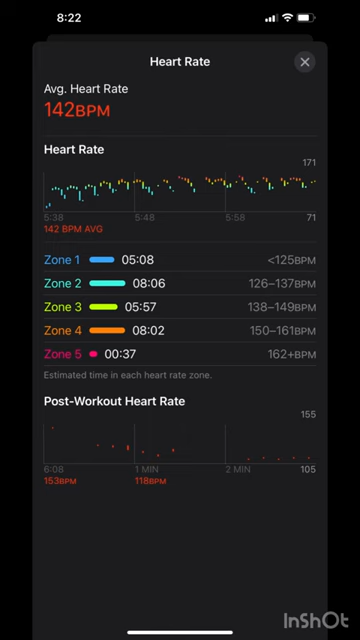 8:22
Heart Rate
Avg. Heart Rate
142BPM
Heart Rate
171
5:38 5:48 5:58 71
142 BPM AVG
Zone 1 05:08 <125BPM
Zone 2 08:06 126–137BPM
Zone 3 05:57 138–149BPM
Zone 4 08:02 150–161BPM
Zone 5 00:37 162+BPM
Estimated time in each heart rate zone.
Post-Workout Heart Rate
155
6:08 1 MIN 2 MIN 105
153BPM 118BPM
InShOt